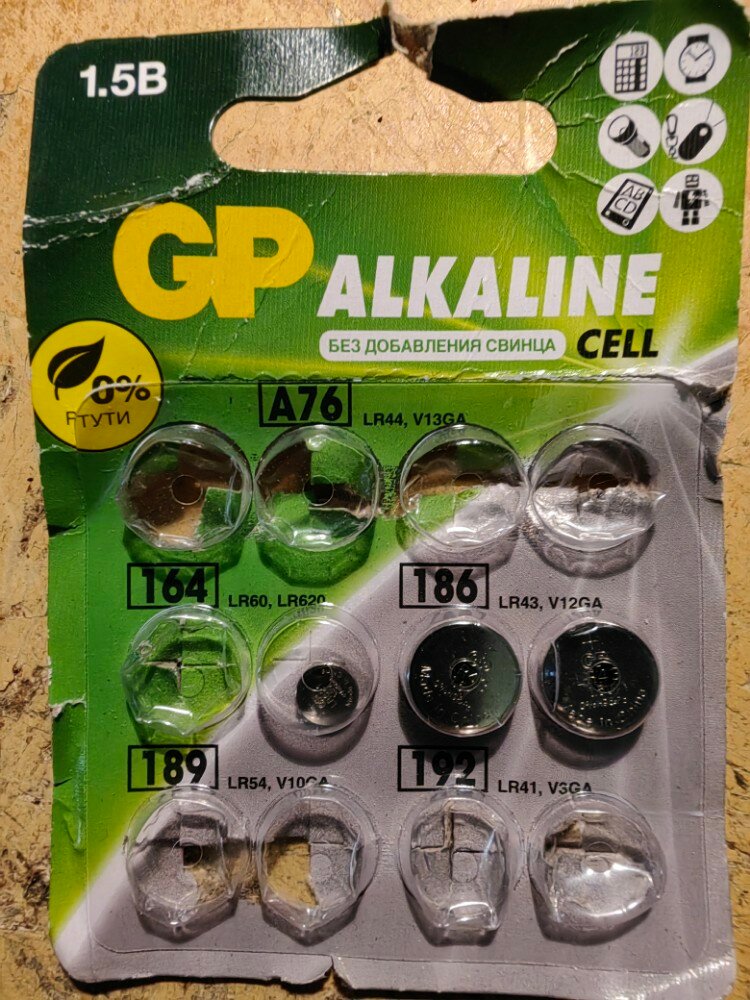 1.5В
GP ALKALINE
БЕЗ ДОБАВЛЕНИЯ СВИНЦА CELL
0%
РТУТИ
A76 LR44, V13GA
164 LR60, LR620
186 LR43, V12GA
189 LR54, V10GA
192 LR41, V3GA